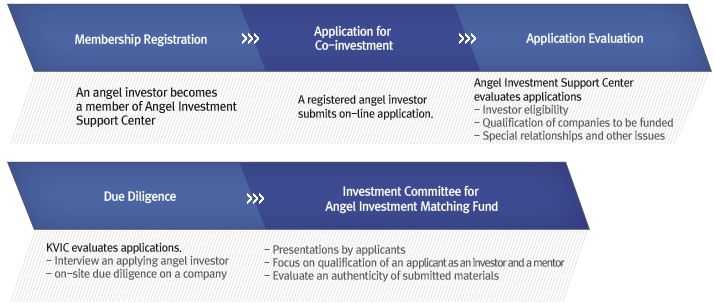 Membership Registration
>>>
Application for
Co-investment
>>>
Application Evaluation
An angel investor becomes
a member of Angel Investment
Support Center
A registered angel investor
submits on-line application.
Angel Investment Support Center
evaluates applications
- Investor eligibility
- Qualification of companies to be funded
- Special relationships and other issues
Due Diligence
>>>
Investment Committee for
Angel Investment Matching Fund
KVIC evaluates applications.
- Interview an applying angel investor
- on-site due diligence on a company
- Presentations by applicants
- Focus on qualification of an applicant as an investor and a mentor
- Evaluate an authenticity of submitted materials